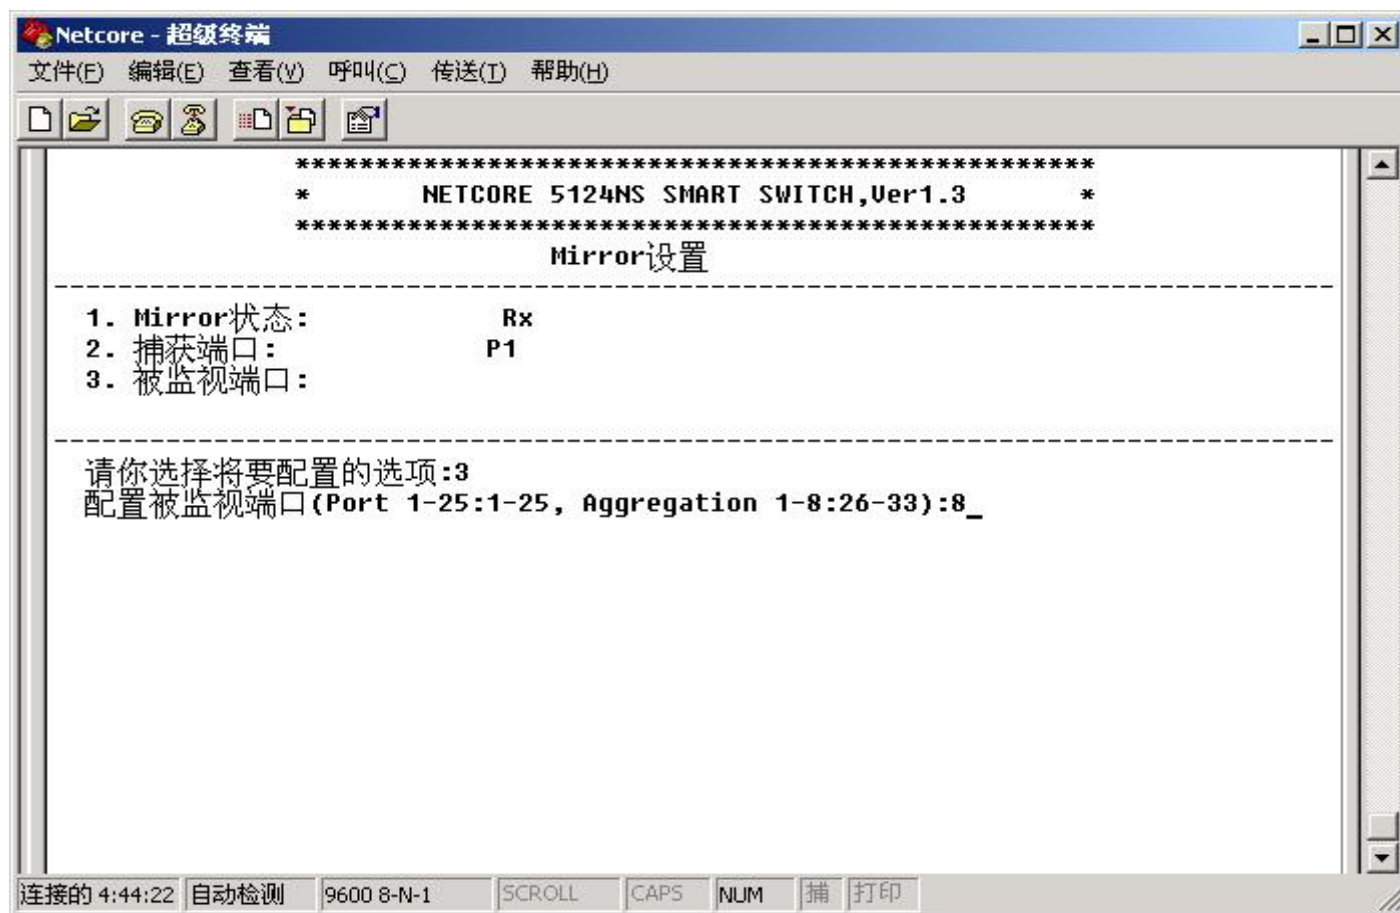 Netcore - 超级终端
文件(F) 编辑(E) 查看(V) 呼叫(C) 传送(T) 帮助(H)
**************************************************
* NETCORE 5124NS SMART SWITCH,Ver1.3 *
**************************************************
Mirror设置
--------------------------------------------------------------------------------
1. Mirror状态: Rx
2. 捕获端口: P1
3. 被监视端口:
--------------------------------------------------------------------------------
请你选择将要配置的选项:3
配置被监视端口(Port 1-25:1-25, Aggregation 1-8:26-33):8_
连接的 4:44:22 自动检测 9600 8-N-1 SCROLL CAPS NUM 捕 打印